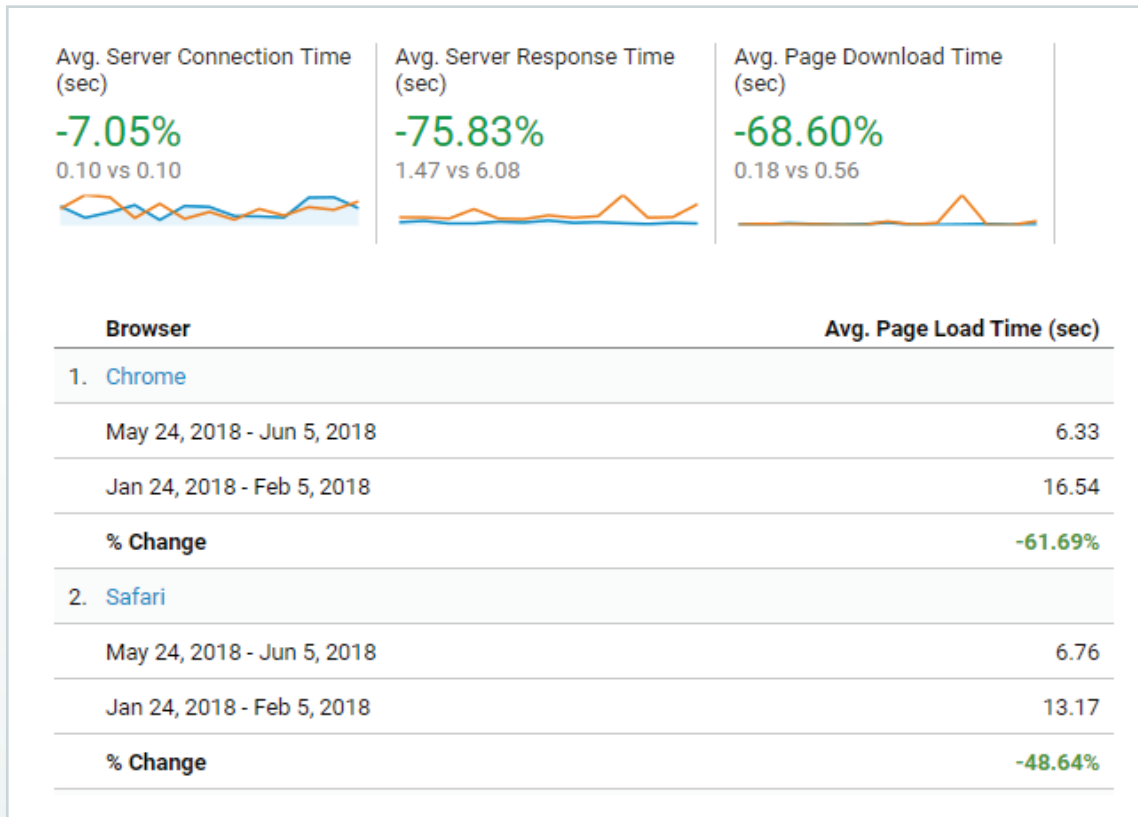 Avg. Server Connection Time
(sec)
-7.05%
0.10 vs 0.10
Avg. Server Response Time
(sec)
-75.83%
1.47 vs 6.08
Avg. Page Download Time
(sec)
-68.60%
0.18 vs 0.56
Browser Avg. Page Load Time (sec)
1. Chrome
May 24, 2018 - Jun 5, 2018 6.33
Jan 24, 2018 - Feb 5, 2018 16.54
% Change -61.69%
2. Safari
May 24, 2018 - Jun 5, 2018 6.76
Jan 24, 2018 - Feb 5, 2018 13.17
% Change -48.64%